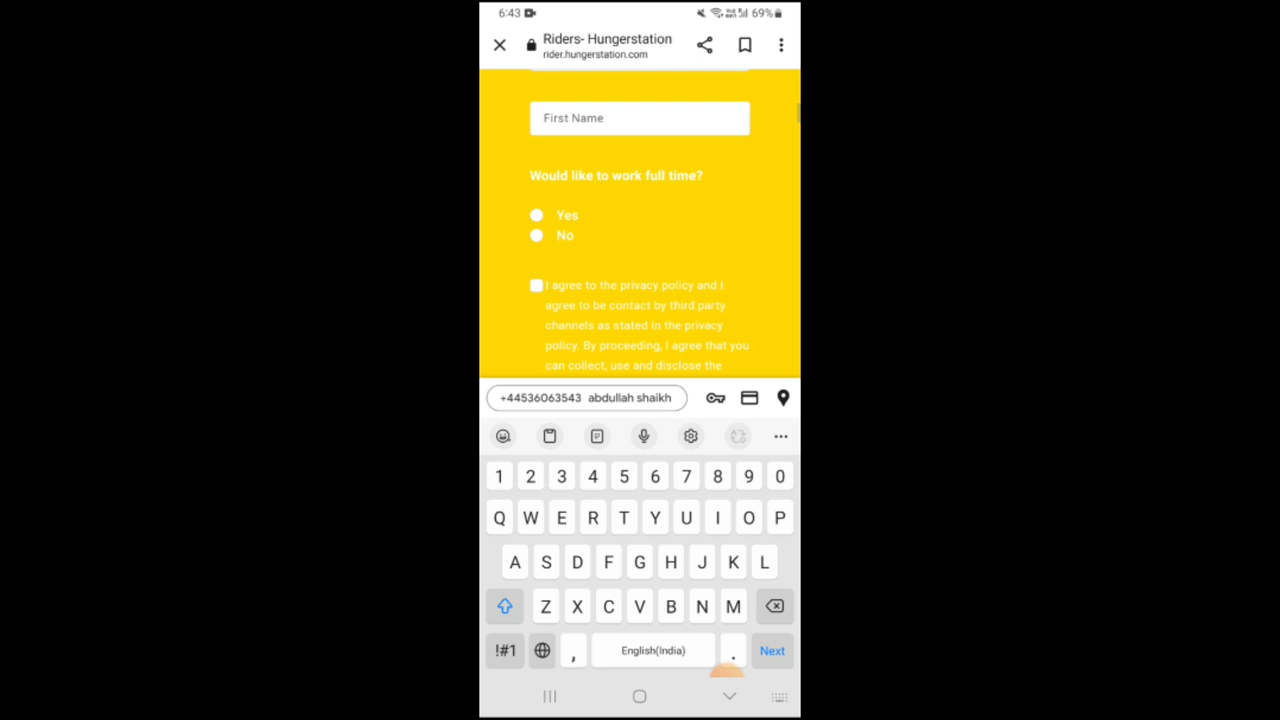 6:43 69%
Riders- Hungerstation
rider.hungerstation.com
First Name
Would like to work full time?
Yes
No
I agree to the privacy policy and I
agree to be contact by third party
channels as stated in the privacy
policy. By proceeding, I agree that you
can collect, use and disclose the
+44536063543 abdullah shaikh
1 2 3 4 5 6 7 8 9 0
Q W E R T Y U I O P
A S D F G H J K L
Z X C V B N M
!#1 , English(India) . Next